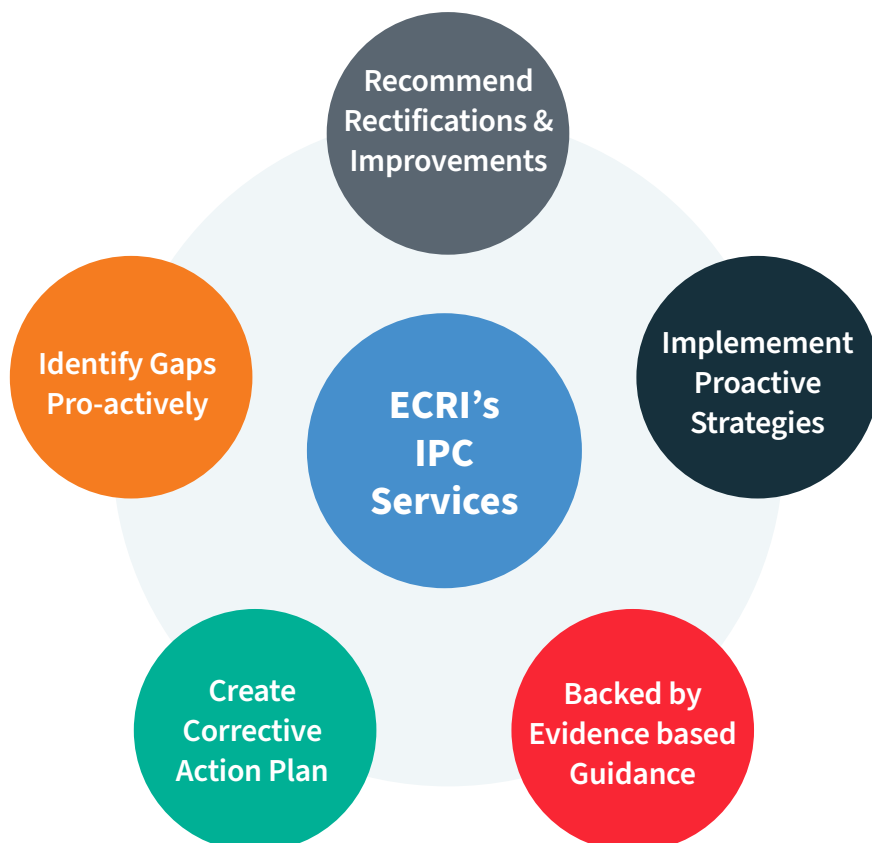 Recommend
Rectifications &
Improvements
Implemement
Proactive
Strategies
Identify Gaps
Pro-actively
ECRI’s
IPC
Services
Create
Corrective
Action Plan
Backed by
Evidence based
Guidance